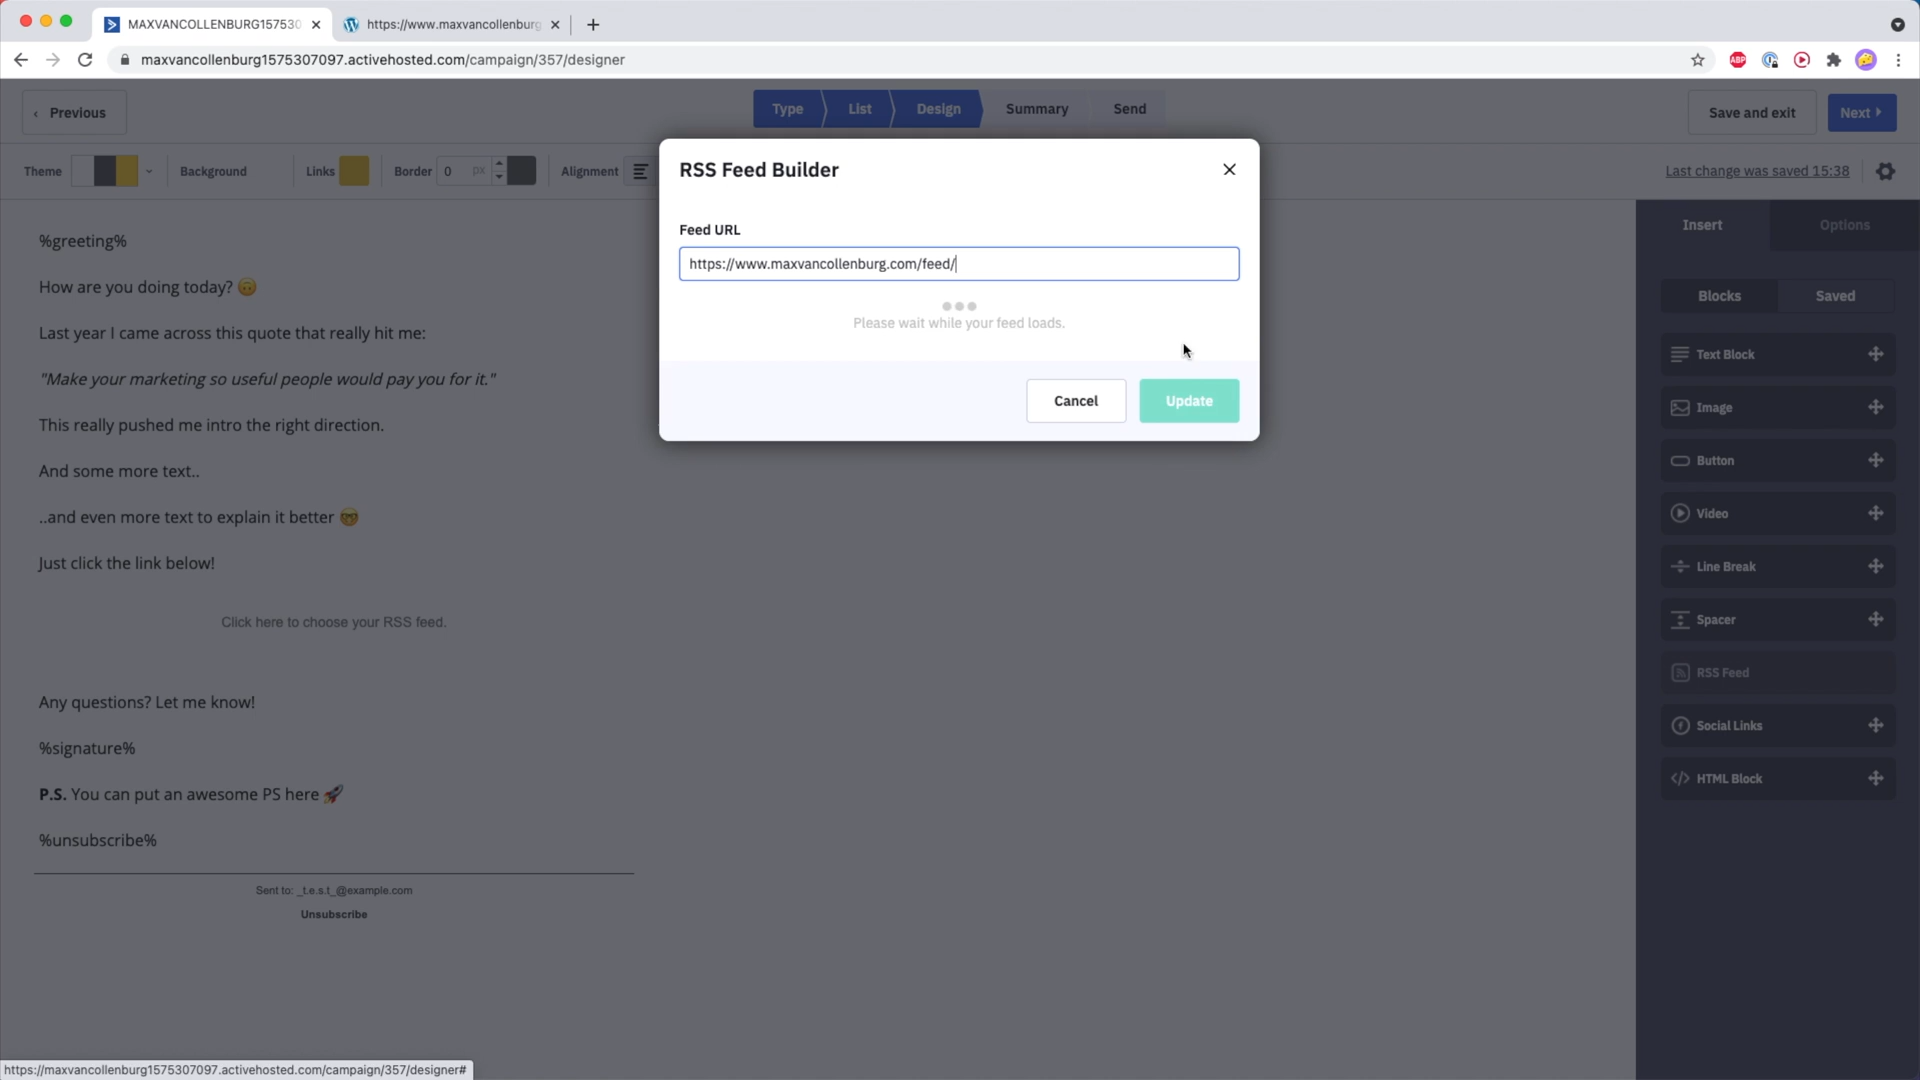 MAXVANCOLLENBURG157530
https://www.maxvancollenburg
maxvancollenburg1575307097.activehosted.com/campaign/357/designer
ABP
Previous
Type
List
Design
Summary
Send
Save and exit
Next
Theme
Background
Links
Border
0
px
Alignment
Last change was saved 15:38
RSS Feed Builder
Feed URL
https://www.maxvancollenburg.com/feed/
Please wait while your feed loads.
Cancel
Update
%greeting%
How are you doing today? 🙃
Last year I came across this quote that really hit me:
"Make your marketing so useful people would pay you for it."
This really pushed me intro the right direction.
And some more text..
..and even more text to explain it better 🤓
Just click the link below!
Click here to choose your RSS feed.
Any questions? Let me know!
%signature%
P.S. You can put an awesome PS here 🚀
%unsubscribe%
Sent to: _t.e.s.t_@example.com
Unsubscribe
Insert
Options
Blocks
Saved
Text Block
Image
Button
Video
Line Break
Spacer
RSS Feed
Social Links
HTML Block
https://maxvancollenburg1575307097.activehosted.com/campaign/357/designer#